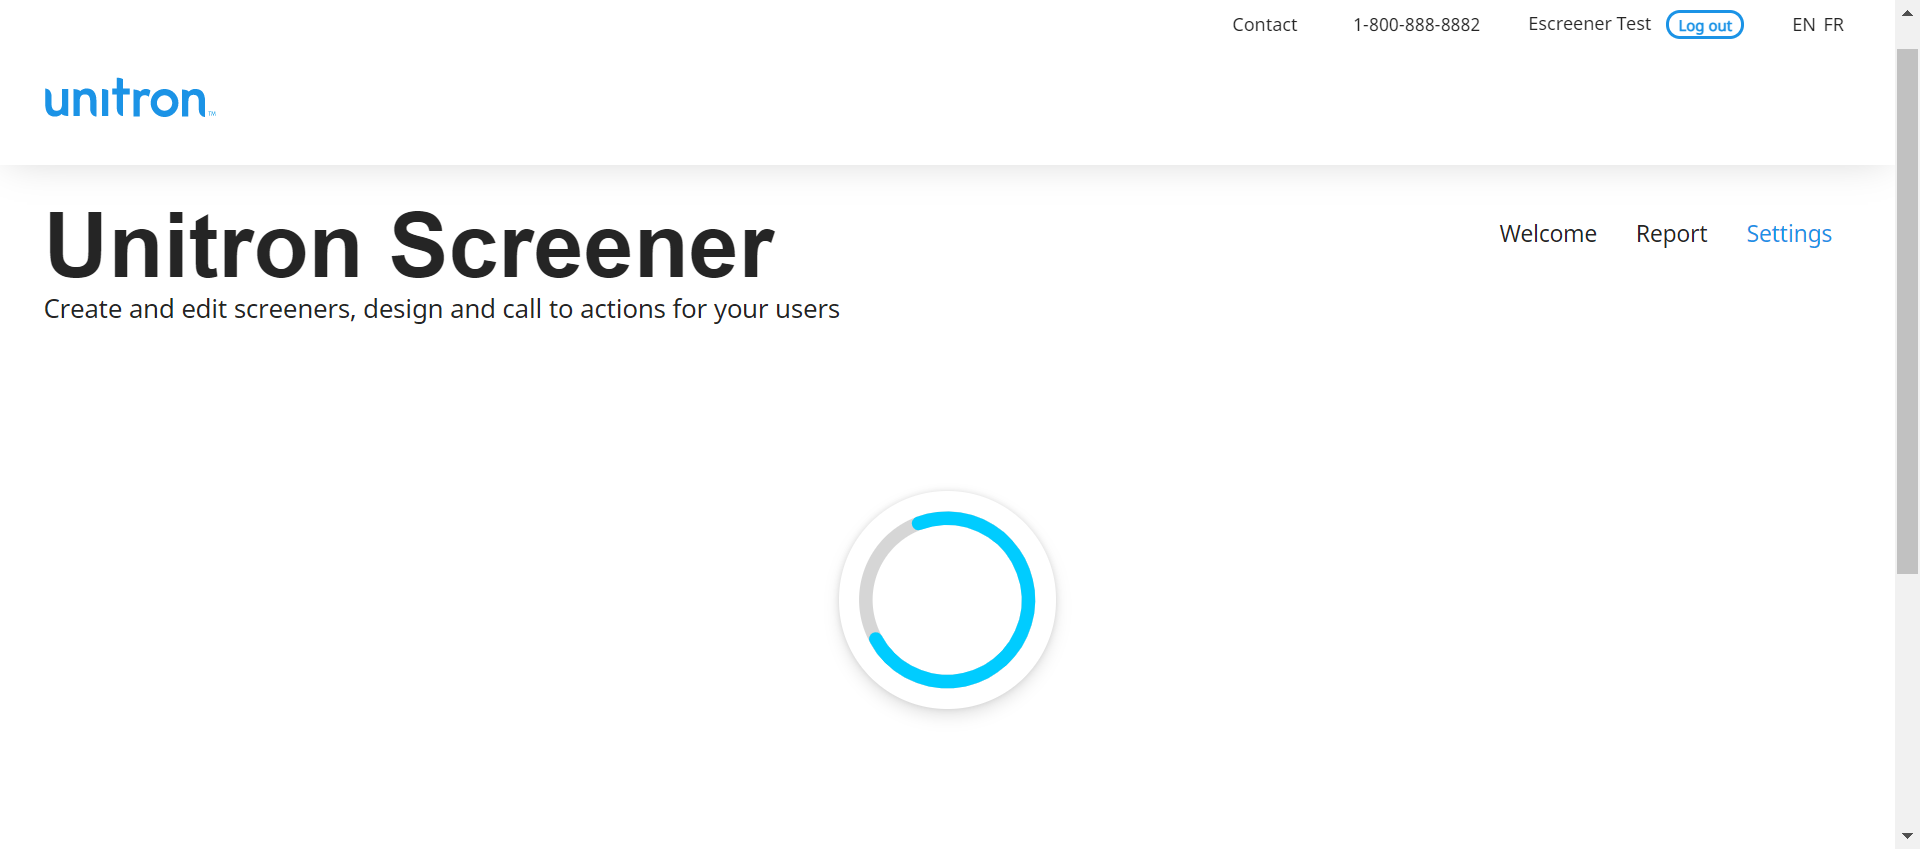 Contact 1-800-888-8882 Escreener Test Log out EN FR
unitron™
Unitron Screener
Welcome Report Settings
Create and edit screeners, design and call to actions for your users